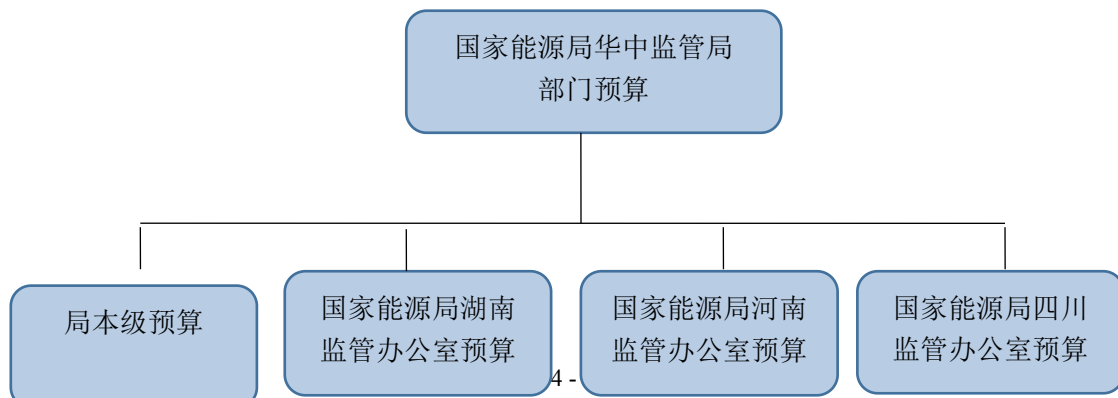 国家能源局华中监管局
部门预算
局本级预算
国家能源局湖南
监管办公室预算
国家能源局河南
监管办公室预算
国家能源局四川
监管办公室预算
4 -